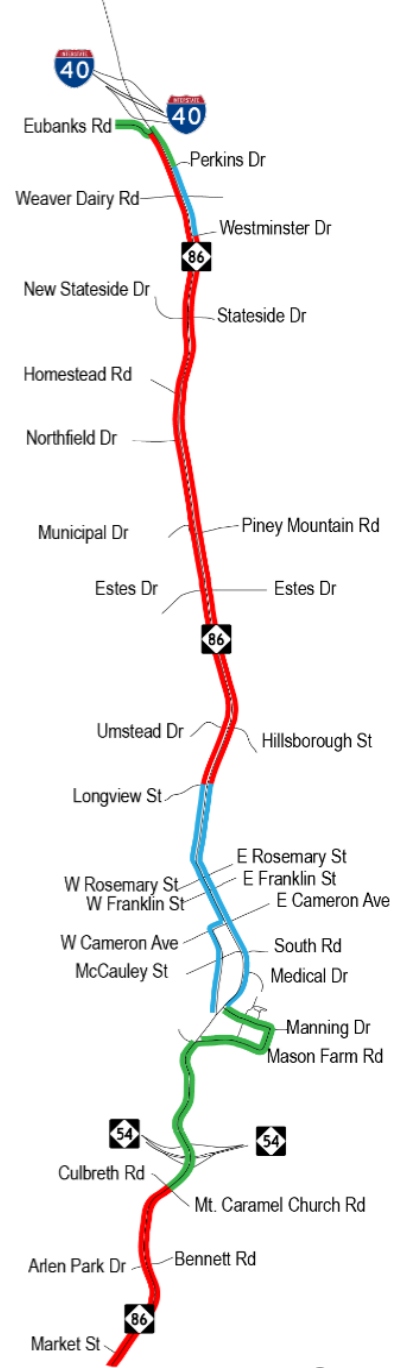 INTERSTATE
40
INTERSTATE
40
Eubanks Rd
Perkins Dr
Weaver Dairy Rd
Westminster Dr
86
New Stateside Dr
Stateside Dr
Homestead Rd
Northfield Dr
Municipal Dr
Piney Mountain Rd
Estes Dr
Estes Dr
86
Umstead Dr
Hillsborough St
Longview St
E Rosemary St
W Rosemary St
E Franklin St
W Franklin St
E Cameron Ave
W Cameron Ave
South Rd
McCauley St
Medical Dr
Manning Dr
Mason Farm Rd
54
54
Culbreth Rd
Mt. Caramel Church Rd
Arlen Park Dr
Bennett Rd
86
Market St